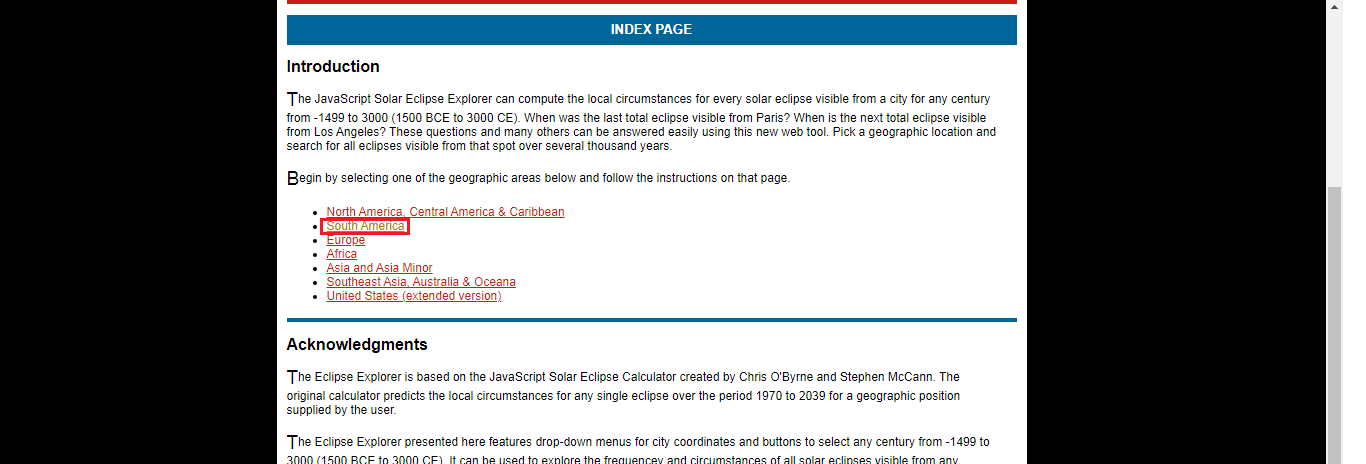 INDEX PAGE
Introduction
The JavaScript Solar Eclipse Explorer can compute the local circumstances for every solar eclipse visible from a city for any century
from -1499 to 3000 (1500 BCE to 3000 CE). When was the last total eclipse visible from Paris? When is the next total eclipse visible
from Los Angeles? These questions and many others can be answered easily using this new web tool. Pick a geographic location and
search for all eclipses visible from that spot over several thousand years.
Begin by selecting one of the geographic areas below and follow the instructions on that page.
North America, Central America & Caribbean
South America
Europe
Africa
Asia and Asia Minor
Southeast Asia, Australia & Oceana
United States (extended version)
Acknowledgments
The Eclipse Explorer is based on the JavaScript Solar Eclipse Calculator created by Chris O'Byrne and Stephen McCann. The
original calculator predicts the local circumstances for any single eclipse over the period 1970 to 2039 for a geographic position
supplied by the user.
The Eclipse Explorer presented here features drop-down menus for city coordinates and buttons to select any century from -1499 to
3000 (1500 BCE to 3000 CE). It can be used to explore the frequencey and circumstances of all solar eclipses visible from any